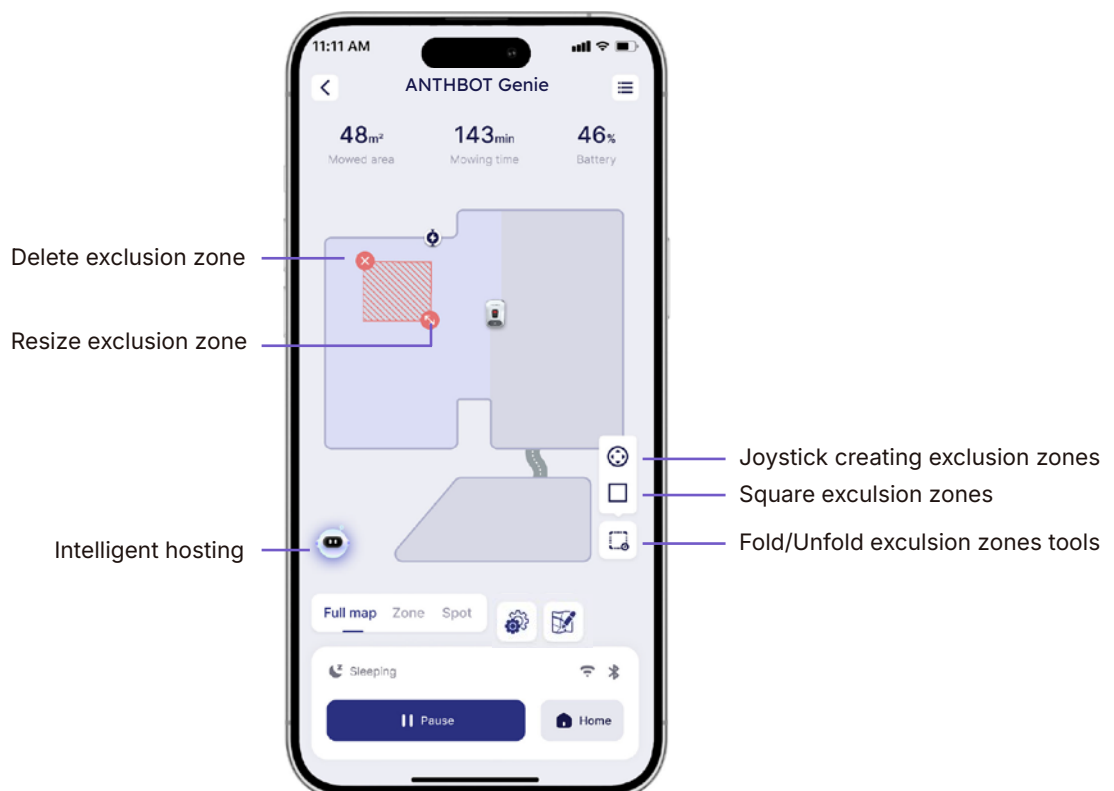 11:11 AM
ANTHBOT Genie
48m² 143min 46%
Mowed area Mowing time Battery
Delete exclusion zone
Resize exclusion zone
Joystick creating exclusion zones
Square exculsion zones
Intelligent hosting
Fold/Unfold exculsion zones tools
Full map Zone Spot
Sleeping
Pause Home